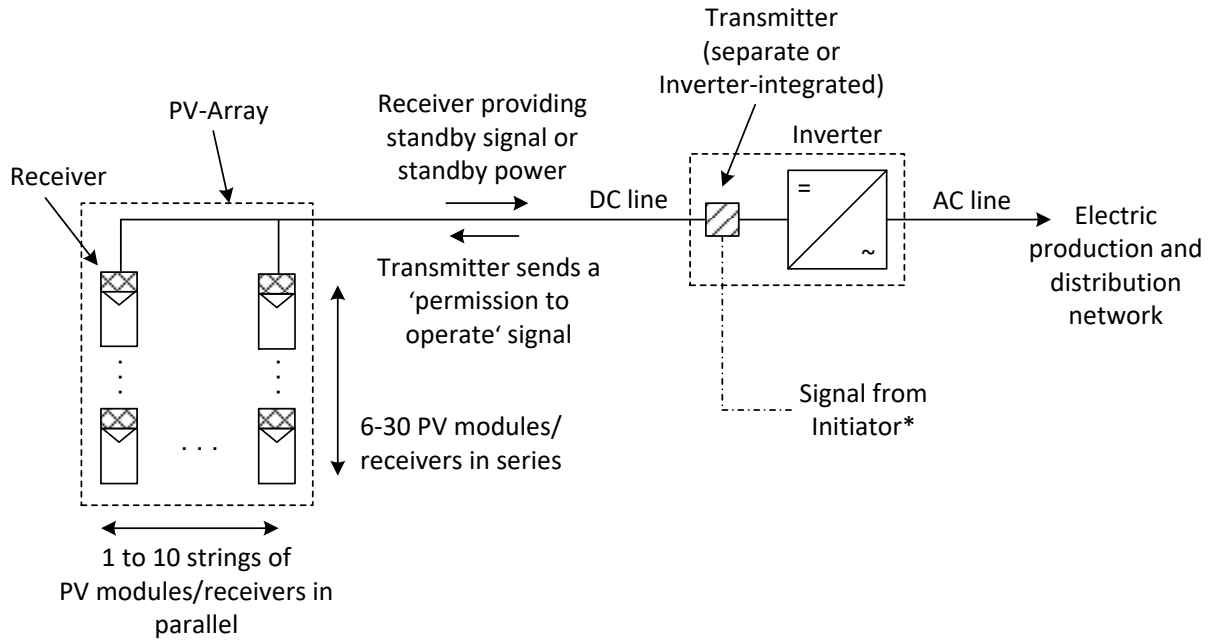 Transmitter
(separate or
Inverter-integrated)
PV-Array
Receiver providing
standby signal or
standby power
Inverter
Receiver
DC line
=
~
AC line
Electric
production and
distribution
network
Transmitter sends a
‘permission to
operate‘ signal
. . .
6-30 PV modules/
receivers in series
Signal from
Initiator*
1 to 10 strings of
PV modules/receivers in
parallel